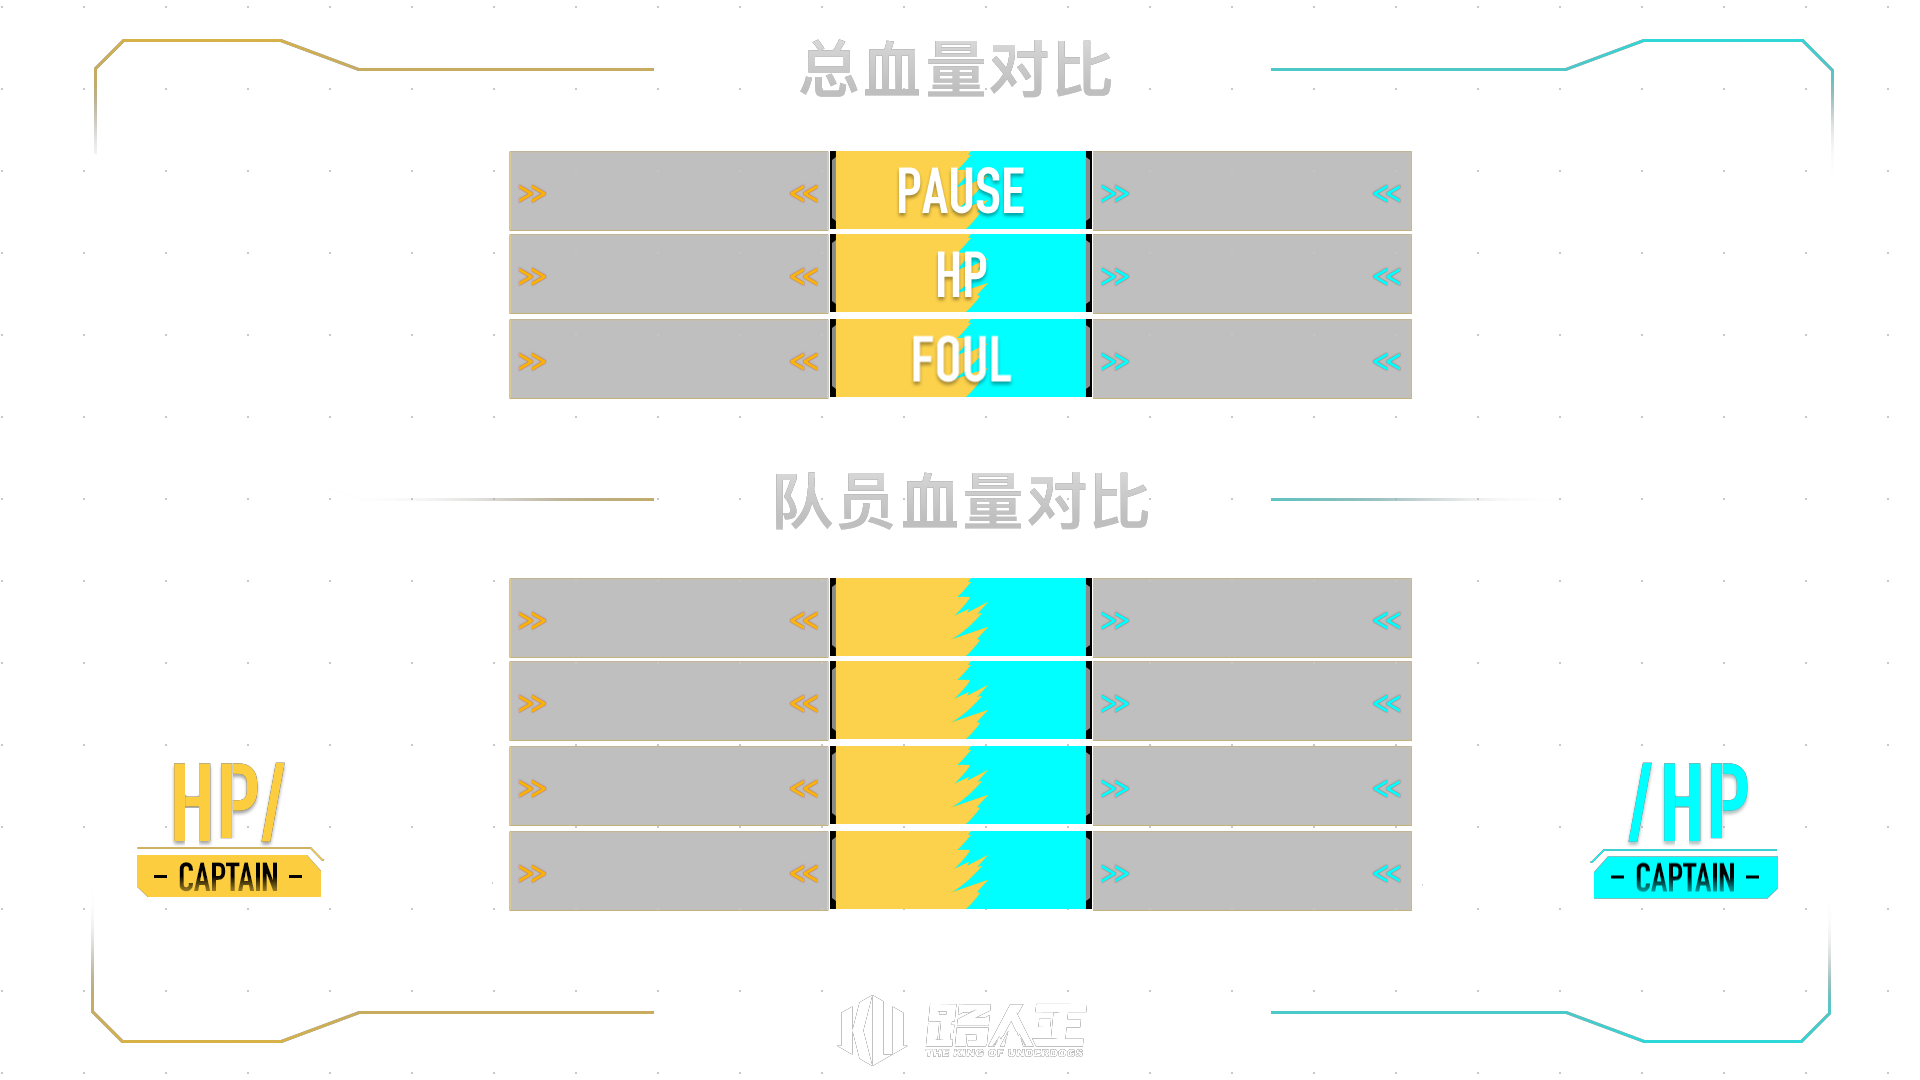 总血量对比
PAUSE
HP
FOUL
队员血量对比
HP/
- CAPTAIN -
/HP
- CAPTAIN -
路人王
THE KING OF UNDERDOGS